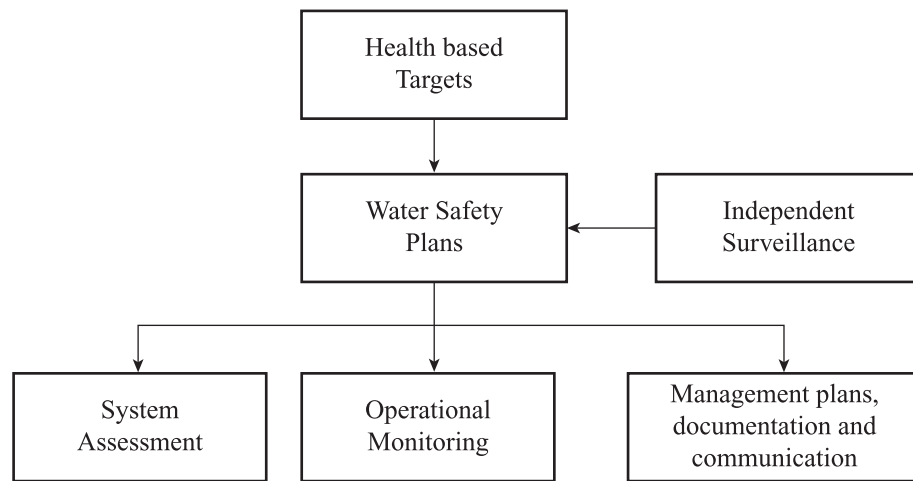 Health based
Targets
Water Safety
Plans
Independent
Surveillance
System
Assessment
Operational
Monitoring
Management plans,
documentation and
communication